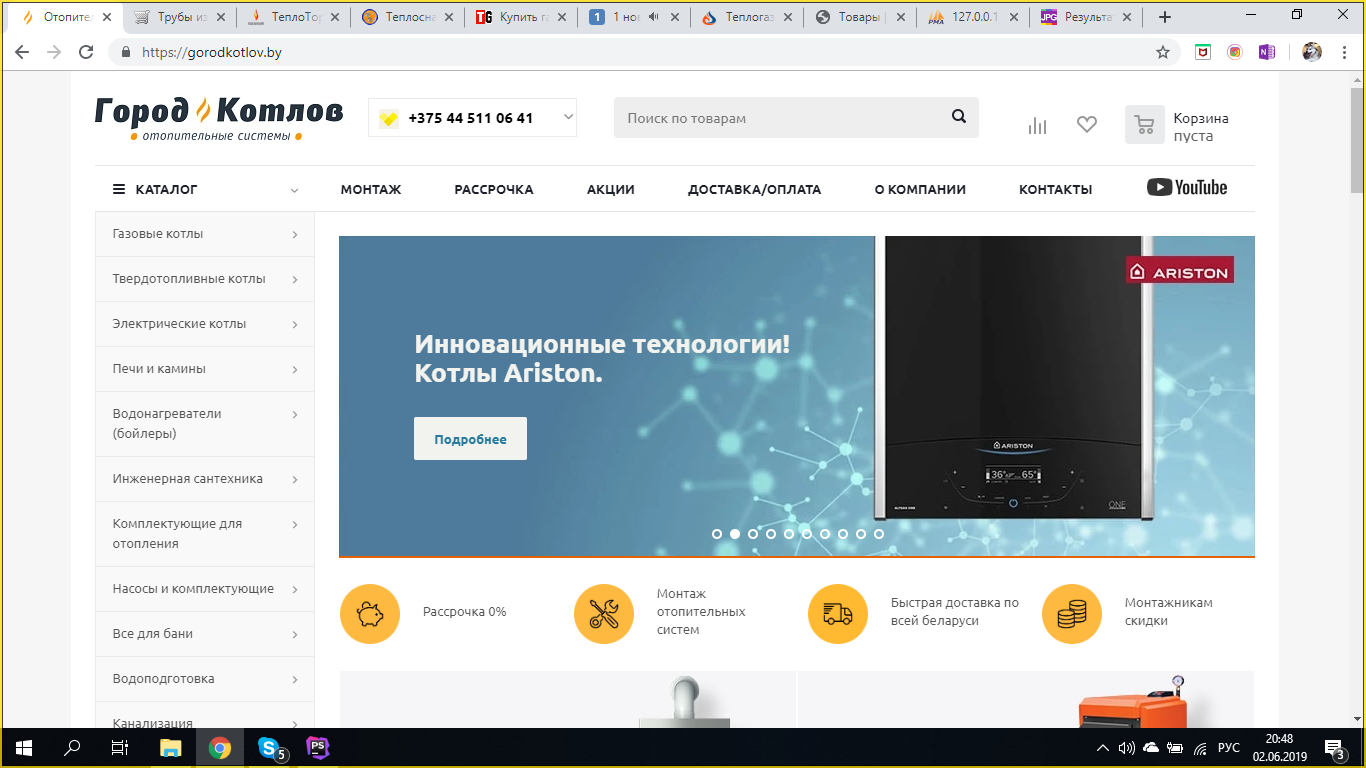 Отопител
Трубы из
ТеплоТор
Теплосна
Купить га
1 нов
Теплогаз
Товары
127.0.0.1
Результа
https://gorodkotlov.by
Город Котлов
отопительные системы
+375 44 511 06 41
Поиск по товарам
Корзина
пуста
КАТАЛОГ
МОНТАЖ
РАССРОЧКА
АКЦИИ
ДОСТАВКА/ОПЛАТА
О КОМПАНИИ
КОНТАКТЫ
YouTube
Газовые котлы
Твердотопливные котлы
Электрические котлы
Печи и камины
Водонагреватели
(бойлеры)
Инженерная сантехника
Комплектующие для
отопления
Насосы и комплектующие
Все для бани
Водоподготовка
Канализация
ARISTON
Инновационные технологии!
Котлы Ariston.
Подробнее
ARISTON
36° 65°
ONE
Рассрочка 0%
Монтаж
отопительных
систем
Быстрая доставка по
всей беларуси
Монтажникам
скидки
5
РУС
20:48
02.06.2019
3